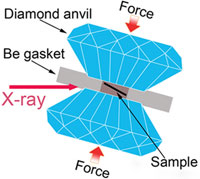 Diamond anvil
Force
Be gasket
X-ray
Sample
Force